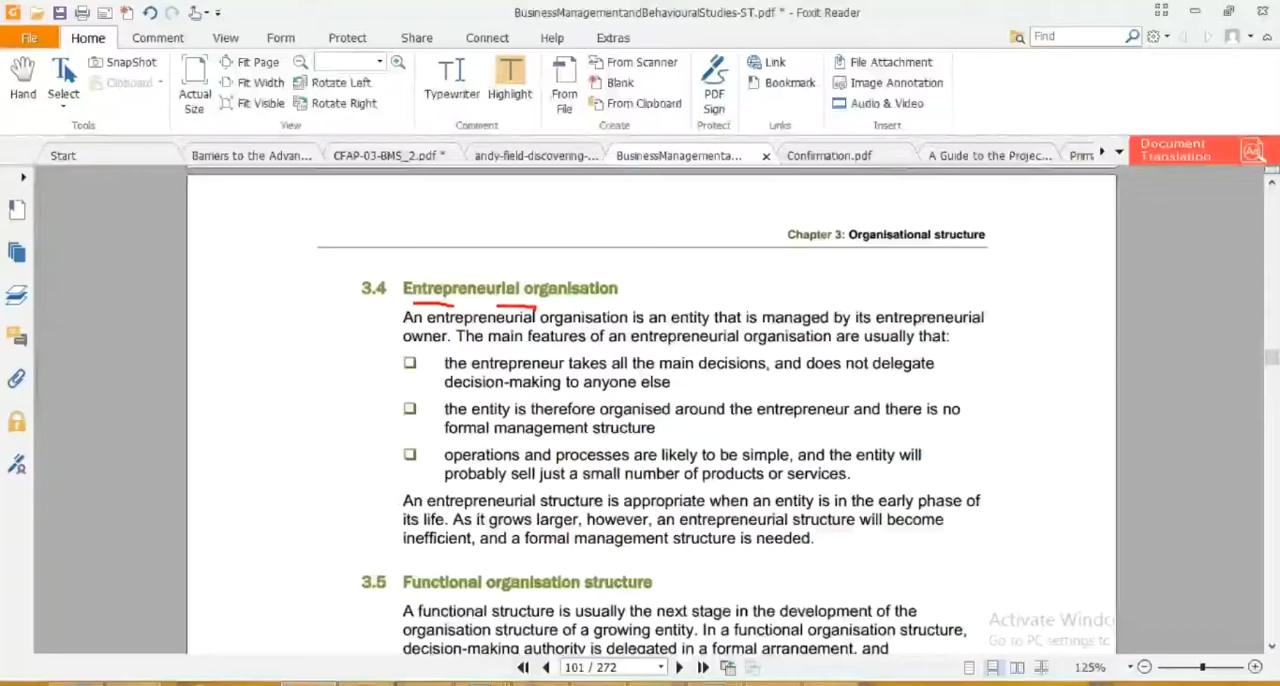 BusinessManagementandBehaviouralStudies-ST.pdf * - Foxit Reader
File Home Comment View Form Protect Share Connect Help Extras Find
Hand Select SnapShot Clipboard Actual Size Fit Page Fit Width Fit Visible Rotate Left Rotate Right Typewriter Highlight From File From Scanner Blank From Clipboard PDF Sign Link Bookmark File Attachment Image Annotation Audio & Video
Tools View Comment Create Protect Links Insert
Start Barriers to the Advan... CFAP-03-BMS_2.pdf * andy-field-discovering-... BusinessManagementa... Confirmation.pdf A Guide to the Projec... Document Translation
Chapter 3: Organisational structure
3.4 Entrepreneurial organisation
An entrepreneurial organisation is an entity that is managed by its entrepreneurial
owner. The main features of an entrepreneurial organisation are usually that:
the entrepreneur takes all the main decisions, and does not delegate
decision-making to anyone else
the entity is therefore organised around the entrepreneur and there is no
formal management structure
operations and processes are likely to be simple, and the entity will
probably sell just a small number of products or services.
An entrepreneurial structure is appropriate when an entity is in the early phase of
its life. As it grows larger, however, an entrepreneurial structure will become
inefficient, and a formal management structure is needed.
3.5 Functional organisation structure
A functional structure is usually the next stage in the development of the
organisation structure of a growing entity. In a functional organisation structure,
decision-making authority is delegated in a formal arrangement, and
Activate Windo
Go to PC settings to
101 / 272 125%